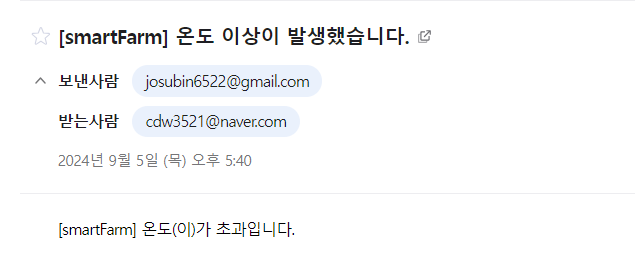 [smartFarm] 온도 이상이 발생했습니다.
보낸사람 josubin6522@gmail.com
받는사람 cdw3521@naver.com
2024년 9월 5일 (목) 오후 5:40
[smartFarm] 온도(이)가 초과입니다.